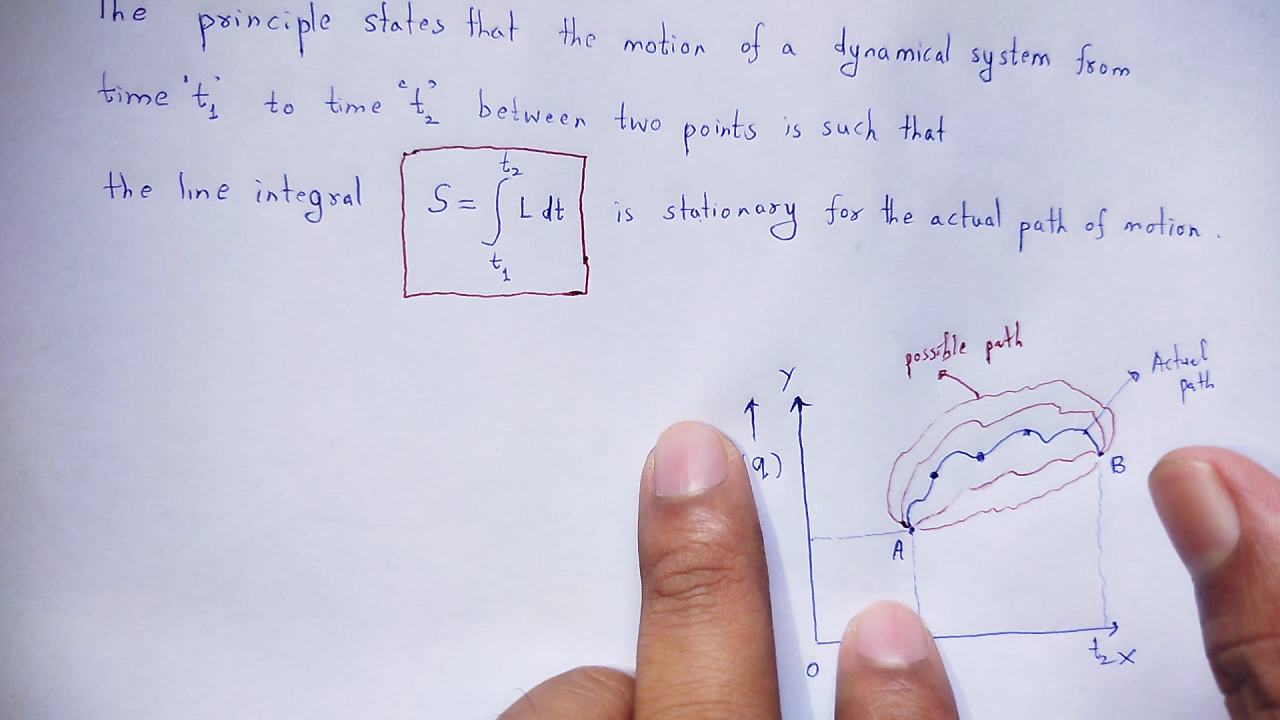 The principle states that the motion of a dynamical system from
time 't₁' to time 't₂' between two points is such that
the line integral S = ∫ₜ₁ᵗ² L dt is stationary for the actual path of motion.
possible path
Actual path
Y
q)
B
A
O
t₂ X